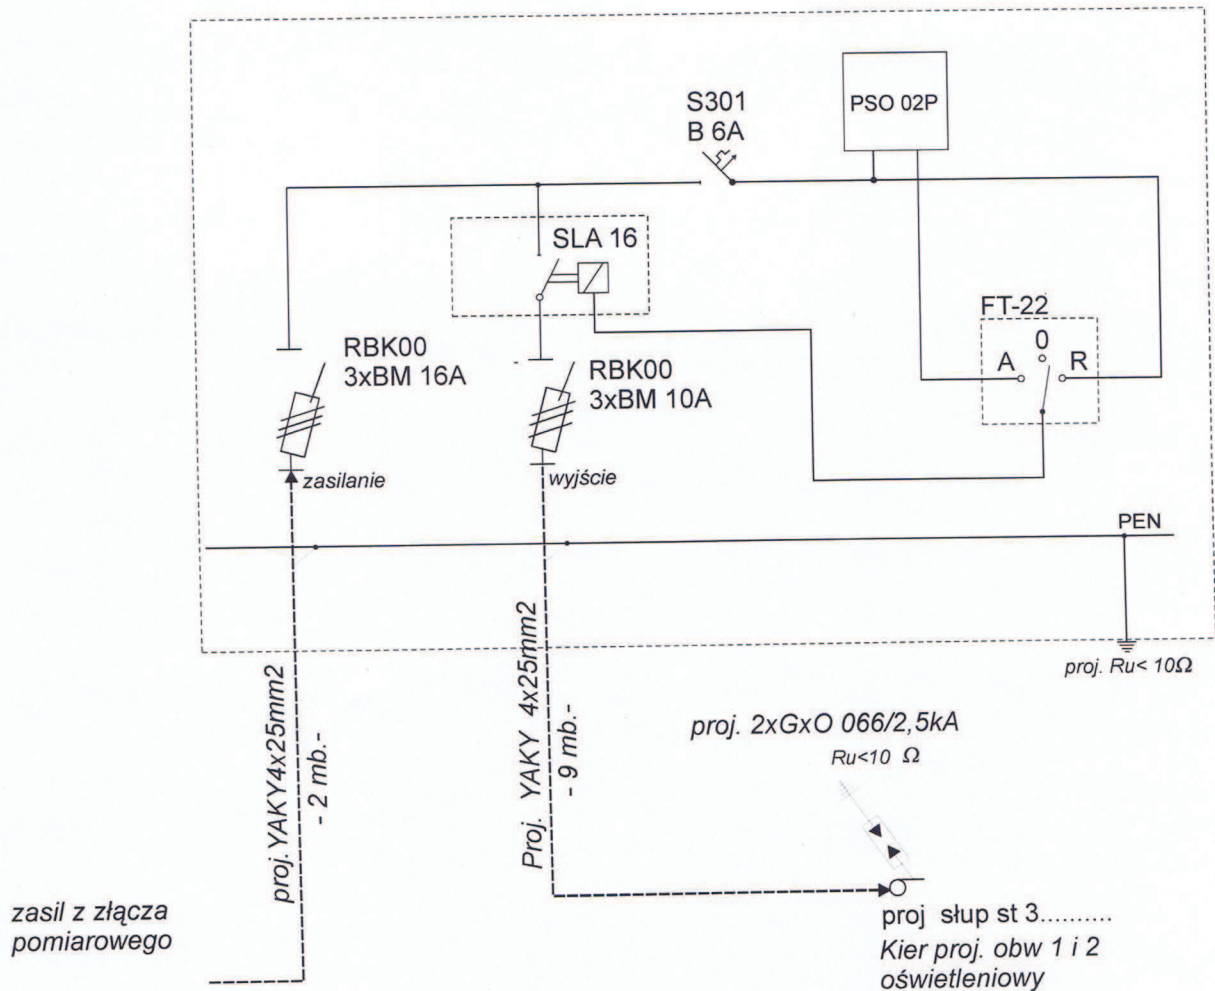 S301
B 6A
PSO 02P
SLA 16
FT-22
0
A
R
RBK00
3xBM 16A
RBK00
3xBM 10A
zasilanie
wyjście
PEN
proj. Ru< 10Ω
proj. YAKY4x25mm2
- 2 mb.-
Proj. YAKY 4x25mm2
- 9 mb.-
proj. 2xGxO 066/2,5kA
Ru<10 Ω
zasil z złącza
pomiarowego
proj słup st 3..........
Kier proj. obw 1 i 2
oświetleniowy